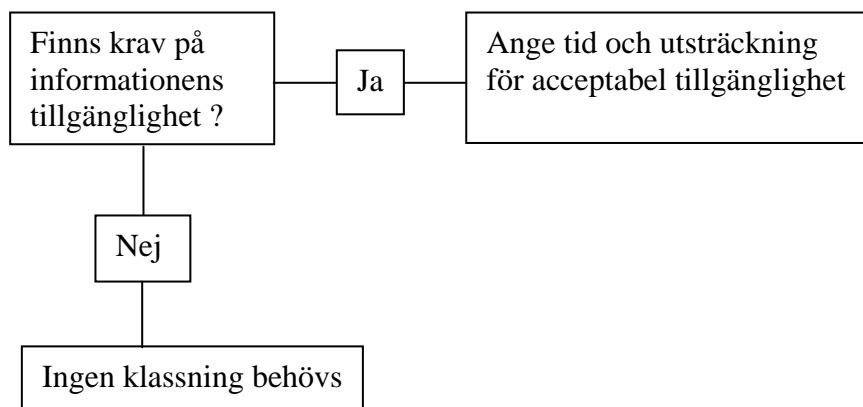 Finns krav på
informationens
tillgänglighet ?
Ja
Ange tid och utsträckning
för acceptabel tillgänglighet
Nej
Ingen klassning behövs